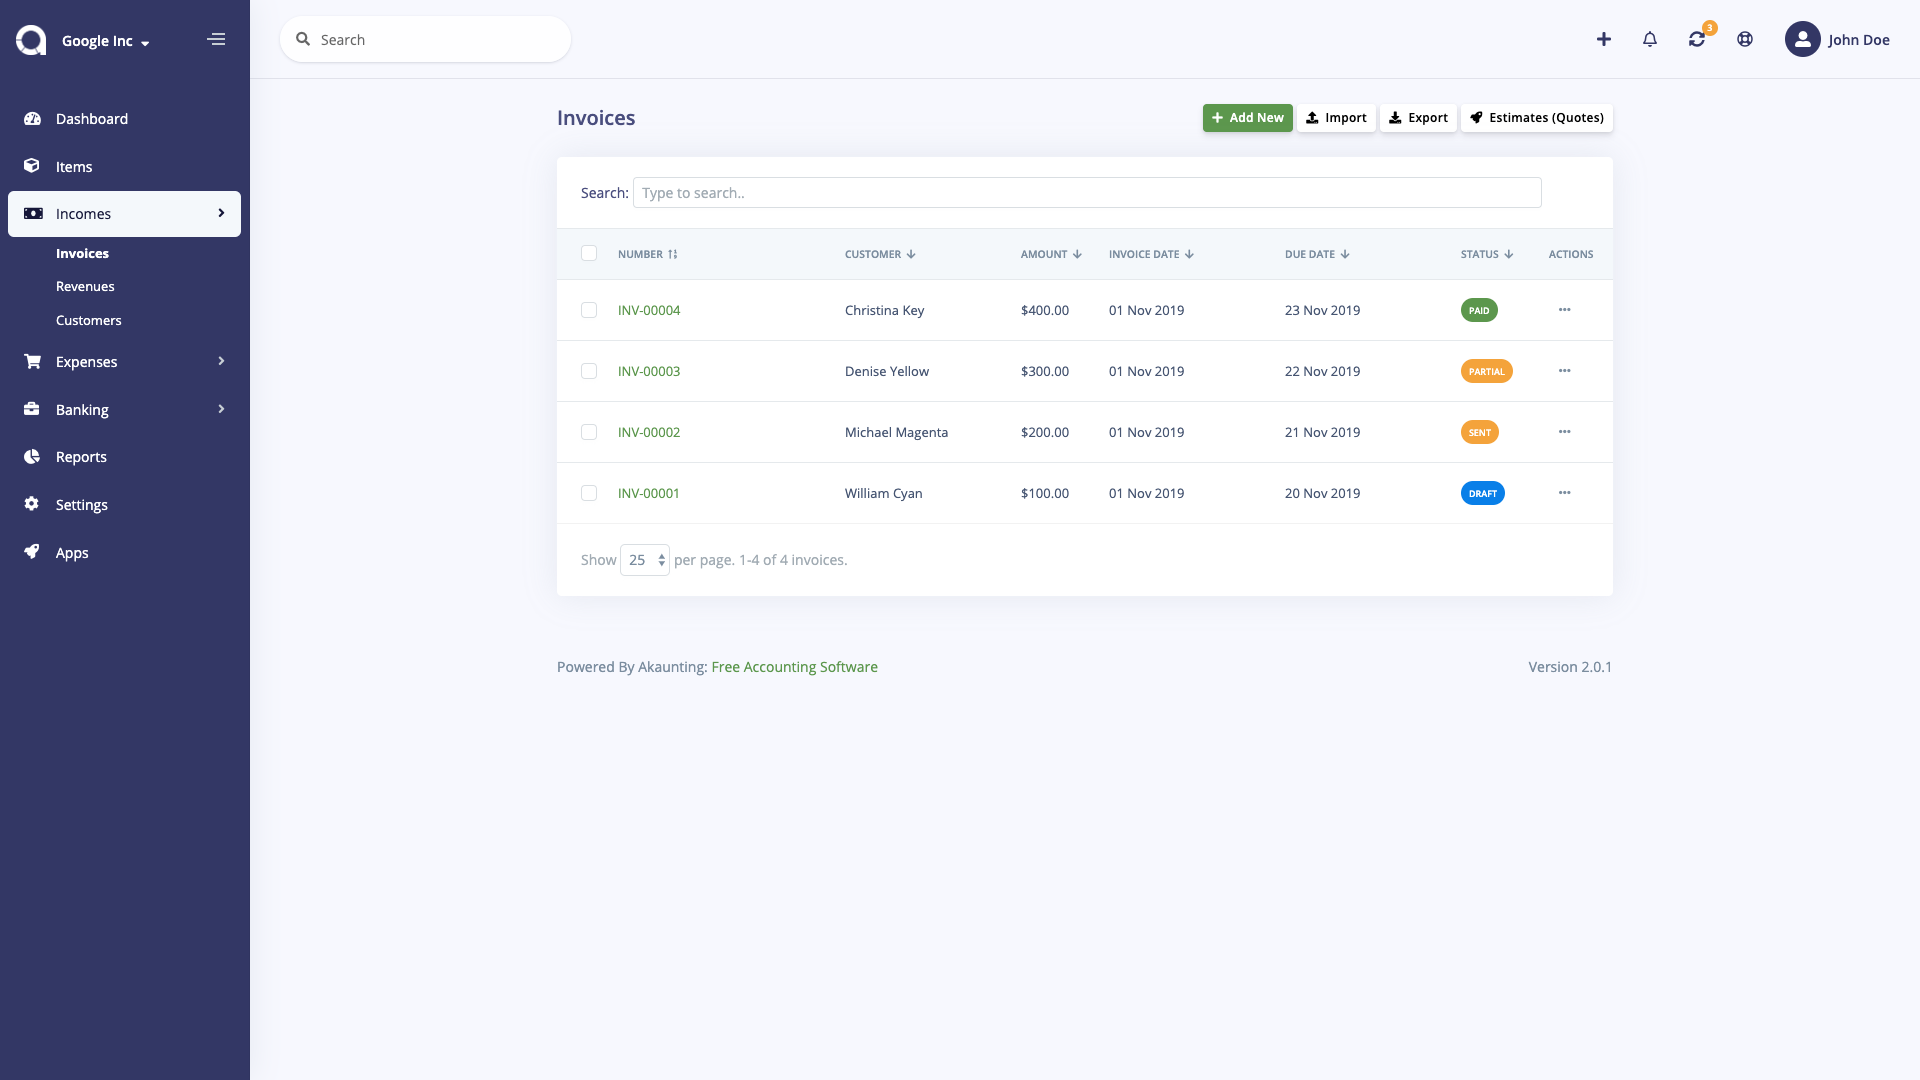 Google Inc
Search
3
John Doe
Dashboard
Items
Incomes
Invoices
Revenues
Customers
Expenses
Banking
Reports
Settings
Apps
Invoices
Add New
Import
Export
Estimates (Quotes)
Search: Type to search..
NUMBER CUSTOMER AMOUNT INVOICE DATE DUE DATE STATUS ACTIONS
INV-00004 Christina Key $400.00 01 Nov 2019 23 Nov 2019 PAID
INV-00003 Denise Yellow $300.00 01 Nov 2019 22 Nov 2019 PARTIAL
INV-00002 Michael Magenta $200.00 01 Nov 2019 21 Nov 2019 SENT
INV-00001 William Cyan $100.00 01 Nov 2019 20 Nov 2019 DRAFT
Show 25 per page. 1-4 of 4 invoices.
Powered By Akaunting: Free Accounting Software
Version 2.0.1